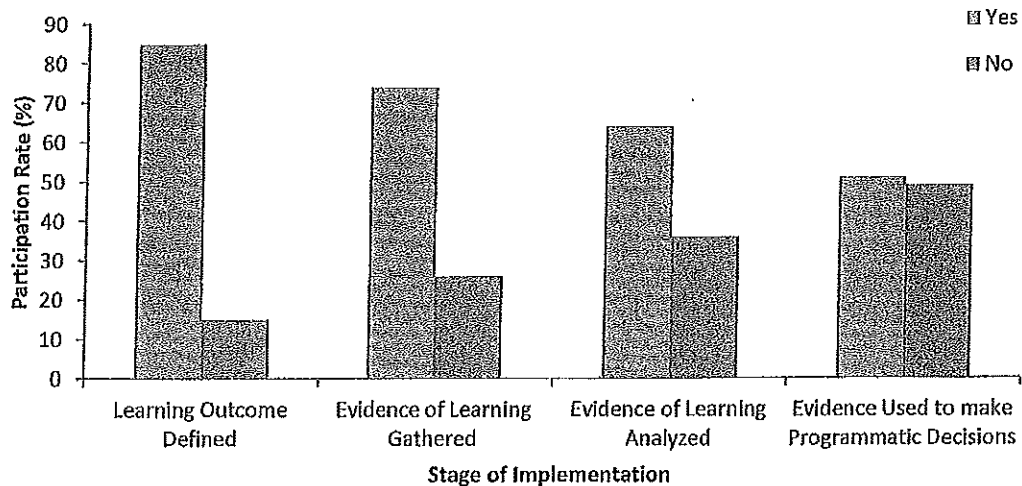 90
80
70
60
50
40
30
20
10
0
Participation Rate (%)
Yes
No
Learning Outcome Defined
Evidence of Learning Gathered
Evidence of Learning Analyzed
Evidence Used to make Programmatic Decisions
Stage of Implementation